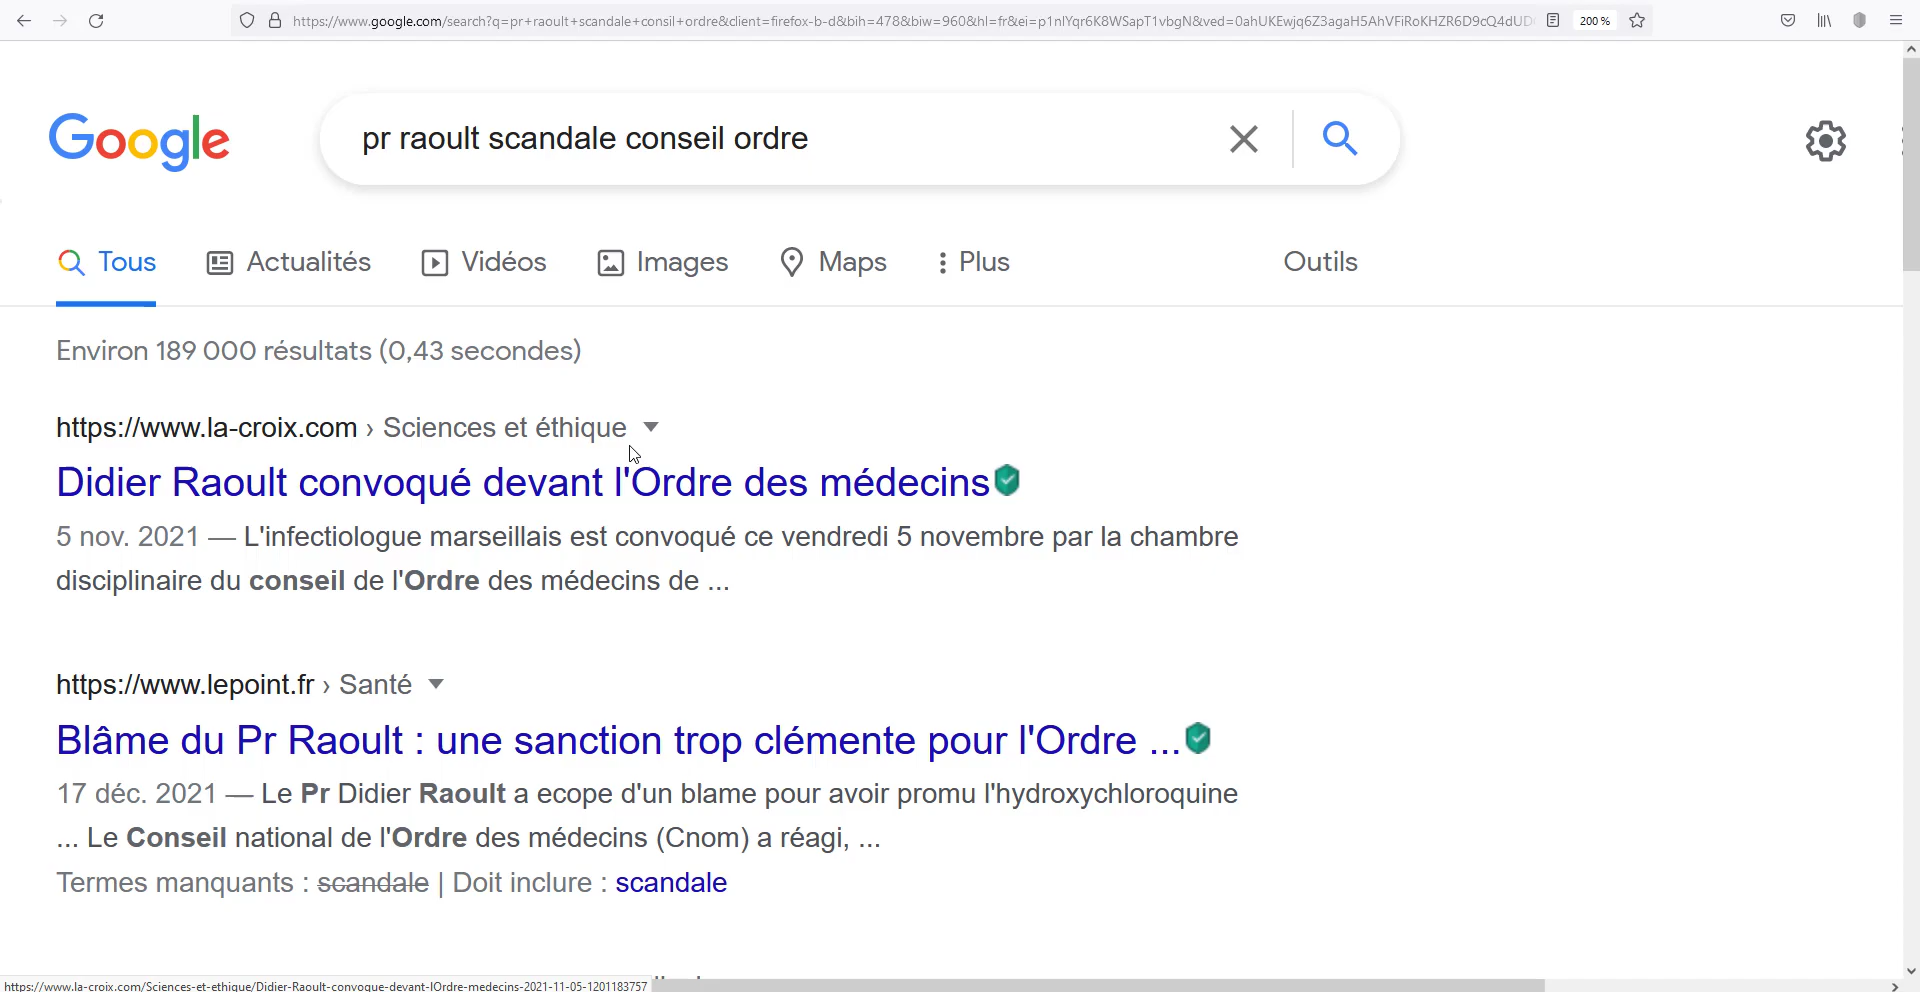 https://www.google.com/search?q=pr+raoult+scandale+consil+ordre&client=firefox-b-d&bih=478&biw=960&hl=fr&ei=p1nlYqr6K8WSapT1vbgN&ved=0ahUKEwjq6Z3agaH5AhVFiRoKHZR6D9cQ4dUD
200 %
Google
pr raoult scandale conseil ordre
Tous Actualités Vidéos Images Maps Plus Outils
Environ 189 000 résultats (0,43 secondes)
https://www.la-croix.com › Sciences et éthique
Didier Raoult convoqué devant l'Ordre des médecins
5 nov. 2021 — L'infectiologue marseillais est convoqué ce vendredi 5 novembre par la chambre
disciplinaire du conseil de l'Ordre des médecins de ...
https://www.lepoint.fr › Santé
Blâme du Pr Raoult : une sanction trop clémente pour l'Ordre ...
17 déc. 2021 — Le Pr Didier Raoult a ecope d'un blame pour avoir promu l'hydroxychloroquine
... Le Conseil national de l'Ordre des médecins (Cnom) a réagi, ...
Termes manquants : scandale | Doit inclure : scandale
https://www.la-croix.com/Sciences-et-ethique/Didier-Raoult-convoque-devant-lOrdre-medecins-2021-11-05-1201183757